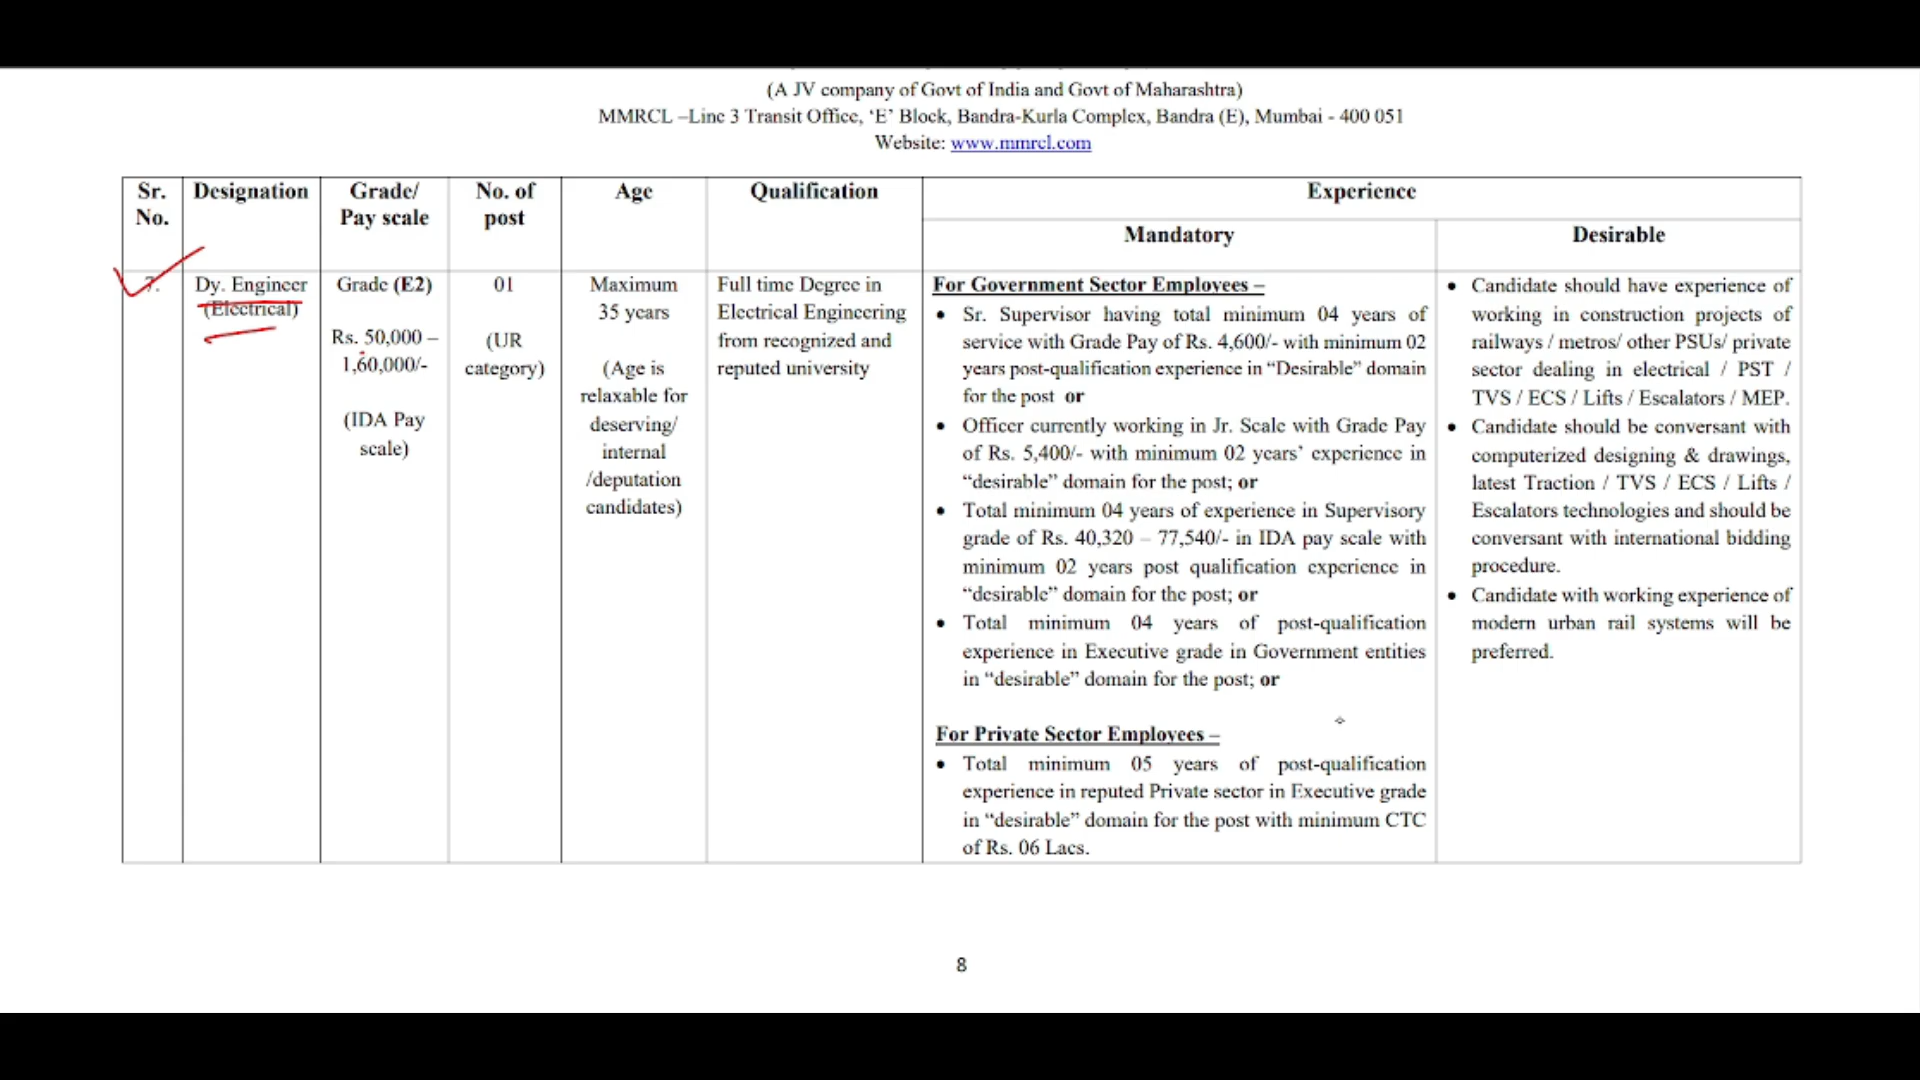 (A JV company of Govt of India and Govt of Maharashtra)
MMRCL –Line 3 Transit Office, ‘E’ Block, Bandra-Kurla Complex, Bandra (E), Mumbai - 400 051
Website: www.mmrcl.com
Sr. No.
Designation
Grade/ Pay scale
No. of post
Age
Qualification
Experience
Mandatory
Desirable
7.
Dy. Engineer
(Electrical)
Grade (E2)
Rs. 50,000 –
1,60,000/-
(IDA Pay
scale)
01
(UR
category)
Maximum
35 years
(Age is
relaxable for
deserving/
internal
/deputation
candidates)
Full time Degree in
Electrical Engineering
from recognized and
reputed university
For Government Sector Employees –
• Sr. Supervisor having total minimum 04 years of
service with Grade Pay of Rs. 4,600/- with minimum 02
years post-qualification experience in “Desirable” domain
for the post or
• Officer currently working in Jr. Scale with Grade Pay
of Rs. 5,400/- with minimum 02 years’ experience in
“desirable” domain for the post; or
• Total minimum 04 years of experience in Supervisory
grade of Rs. 40,320 – 77,540/- in IDA pay scale with
minimum 02 years post qualification experience in
“desirable” domain for the post; or
• Total minimum 04 years of post-qualification
experience in Executive grade in Government entities
in “desirable” domain for the post; or
For Private Sector Employees –
• Total minimum 05 years of post-qualification
experience in reputed Private sector in Executive grade
in “desirable” domain for the post with minimum CTC
of Rs. 06 Lacs.
• Candidate should have experience of
working in construction projects of
railways / metros/ other PSUs/ private
sector dealing in electrical / PST /
TVS / ECS / Lifts / Escalators / MEP.
• Candidate should be conversant with
computerized designing & drawings,
latest Traction / TVS / ECS / Lifts /
Escalators technologies and should be
conversant with international bidding
procedure.
• Candidate with working experience of
modern urban rail systems will be
preferred.
8